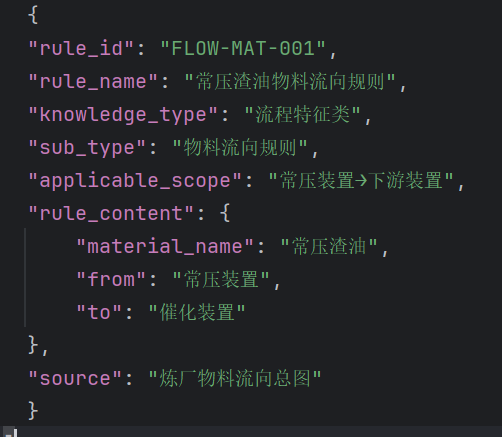 {
"rule_id": "FLOW-MAT-001",
"rule_name": "常压渣油物料流向规则",
"knowledge_type": "流程特征类",
"sub_type": "物料流向规则",
"applicable_scope": "常压装置→下游装置",
"rule_content": {
"material_name": "常压渣油",
"from": "常压装置",
"to": "催化装置"
},
"source": "炼厂物料流向总图"
}